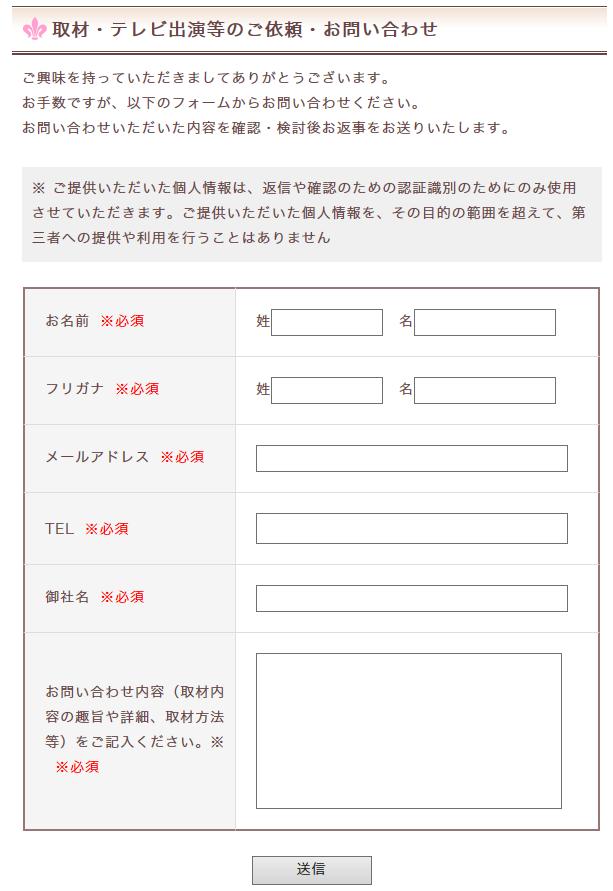 取材・テレビ出演等のご依頼・お問い合わせ
ご興味を持っていただきましてありがとうございます。
お手数ですが、以下のフォームからお問い合わせください。
お問い合わせいただいた内容を確認・検討後お返事をお送りいたします。
※ ご提供いただいた個人情報は、返信や確認のための認証識別のためにのみ使用
させていただきます。ご提供いただいた個人情報を、その目的の範囲を超えて、第
三者への提供や利用を行うことはありません
お名前 ※必須 姓 名
フリガナ ※必須 姓 名
メールアドレス ※必須
TEL ※必須
御社名 ※必須
お問い合わせ内容（取材内
容の趣旨や詳細、取材方法
等）をご記入ください。※
※必須
送信